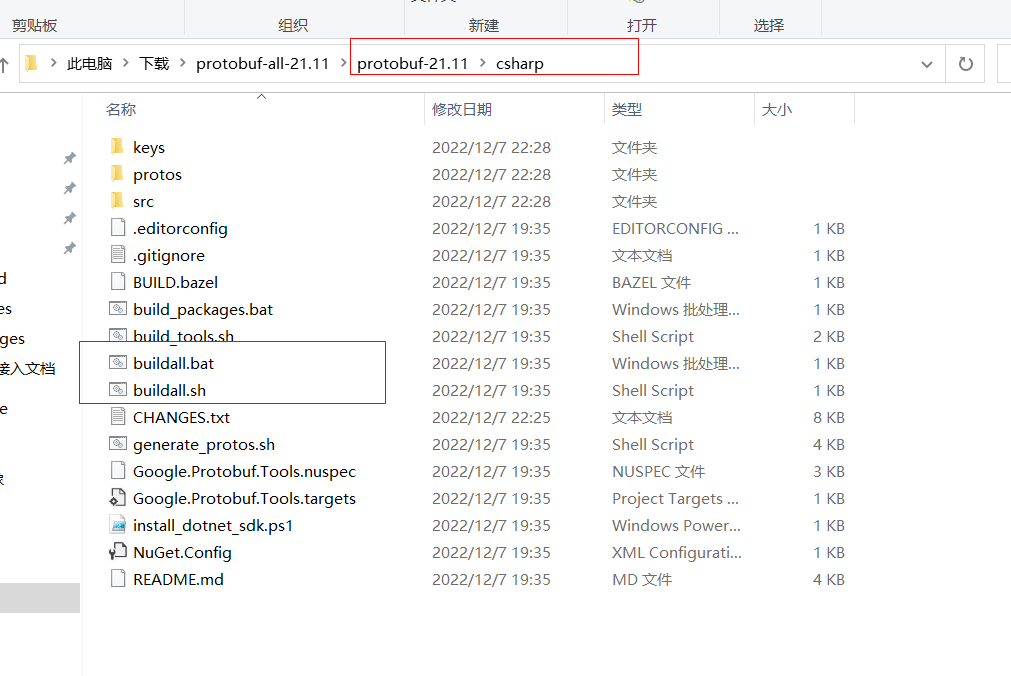 剪贴板 组织 新建 打开 选择
此电脑 下载 protobuf-all-21.11 protobuf-21.11 csharp
名称 修改日期 类型 大小
keys 2022/12/7 22:28 文件夹
protos 2022/12/7 22:28 文件夹
src 2022/12/7 22:28 文件夹
.editorconfig 2022/12/7 19:35 EDITORCONFIG ... 1 KB
.gitignore 2022/12/7 19:35 文本文档 1 KB
BUILD.bazel 2022/12/7 19:35 BAZEL 文件 1 KB
build_packages.bat 2022/12/7 19:35 Windows 批处理... 1 KB
build_tools.sh 2022/12/7 19:35 Shell Script 2 KB
buildall.bat 2022/12/7 19:35 Windows 批处理... 1 KB
接入文档
buildall.sh 2022/12/7 19:35 Shell Script 1 KB
CHANGES.txt 2022/12/7 22:25 文本文档 8 KB
generate_protos.sh 2022/12/7 19:35 Shell Script 4 KB
Google.Protobuf.Tools.nuspec 2022/12/7 19:35 NUSPEC 文件 3 KB
Google.Protobuf.Tools.targets 2022/12/7 19:35 Project Targets ... 1 KB
install_dotnet_sdk.ps1 2022/12/7 19:35 Windows Power... 1 KB
NuGet.Config 2022/12/7 19:35 XML Configurati... 1 KB
README.md 2022/12/7 19:35 MD 文件 4 KB